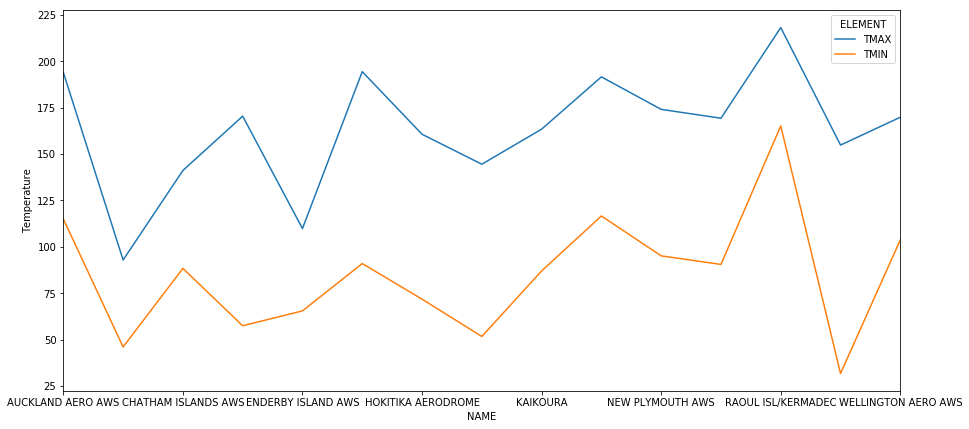 225
200
175
150
125
100
75
50
25
Temperature
ELEMENT
TMAX
TMIN
AUCKLAND AERO AWS CHATHAM ISLANDS AWS ENDERBY ISLAND AWS HOKITIKA AERODROME KAIKOURA NEW PLYMOUTH AWS RAOUL ISL/KERMADEC WELLINGTON AERO AWS
NAME